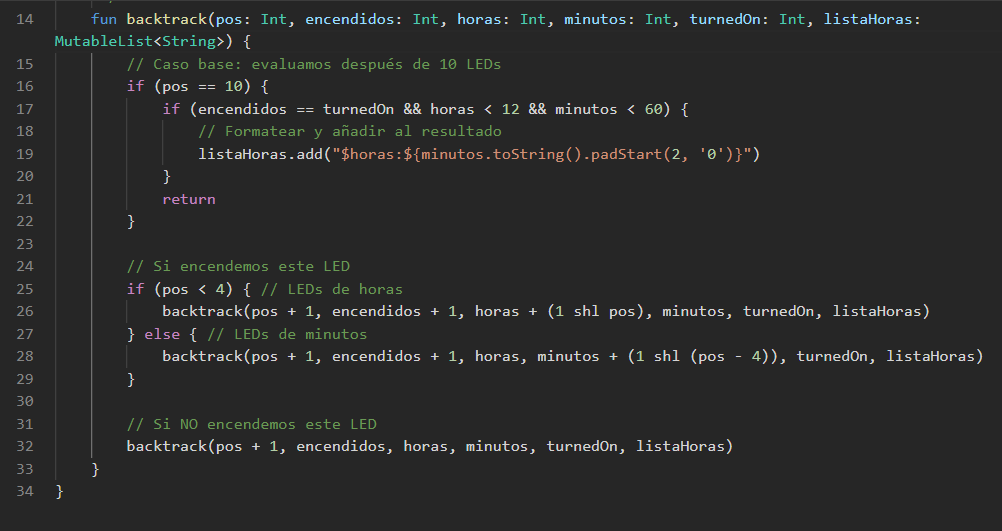 14 fun backtrack(pos: Int, encendidos: Int, horas: Int, minutos: Int, turnedOn: Int, listaHoras:
MutableList<String>) {
15 // Caso base: evaluamos después de 10 LEDs
16 if (pos == 10) {
17 if (encendidos == turnedOn && horas < 12 && minutos < 60) {
18 // Formatear y añadir al resultado
19 listaHoras.add("$horas:${minutos.toString().padStart(2, '0')}")
20 }
21 return
22 }
23
24 // Si encendemos este LED
25 if (pos < 4) { // LEDs de horas
26 backtrack(pos + 1, encendidos + 1, horas + (1 shl pos), minutos, turnedOn, listaHoras)
27 } else { // LEDs de minutos
28 backtrack(pos + 1, encendidos + 1, horas, minutos + (1 shl (pos - 4)), turnedOn, listaHoras)
29 }
30
31 // Si NO encendemos este LED
32 backtrack(pos + 1, encendidos, horas, minutos, turnedOn, listaHoras)
33 }
34 }